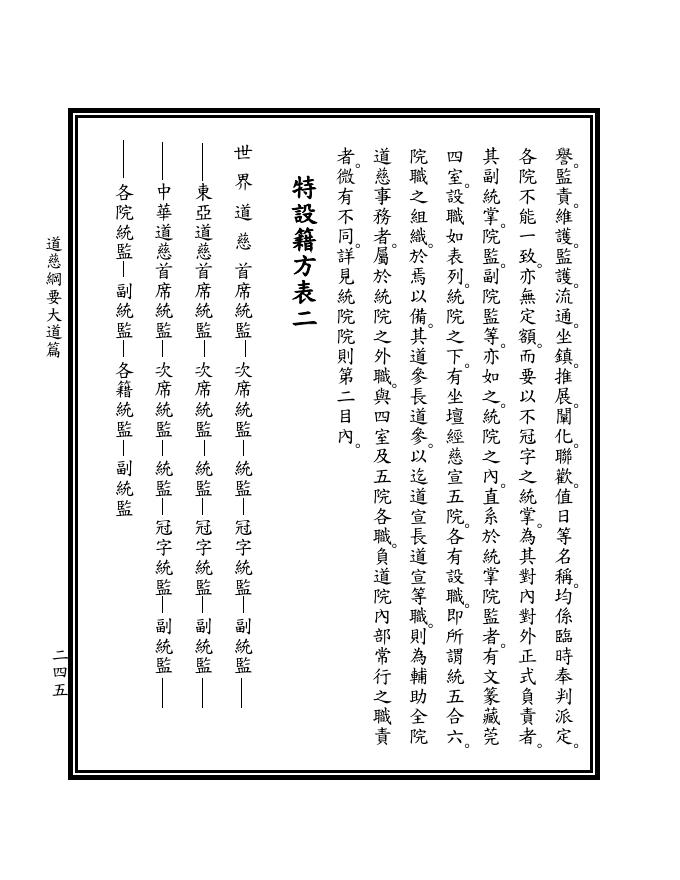 譽。監責。維護。監護。流通。坐鎮。推展。闡化。聯歡。值日等名稱。均係臨時奉判派定。
各院不能一致。亦無定額。而要以不冠字之統掌。為其對內對外正式負責者。
其副統掌。院監。副院監等。亦如之。統院之內。直系於統掌院監者。有文篆藏莞
四室。設職如表列。統院之下。有坐壇經慈宣五院。各有設職。即所謂統五合六。
院職之組織。於焉以備。其道參長道參。以迄道宣長道宣等職。則為輔助全院
道慈事務者。屬於統院之外職。與四室及五院各職。負道院內部常行之職責
者。微有不同。詳見統院院則第二目內。
特設籍方表二
世界道慈首席統監—次席統監—統監—冠字統監—副統監—
—東亞道慈首席統監—次席統監—統監—冠字統監—副統監—
—中華道慈首席統監—次席統監—統監—冠字統監—副統監—
—各院統監—副統監—各籍統監—副統監
道慈綱要大道篇
二四五